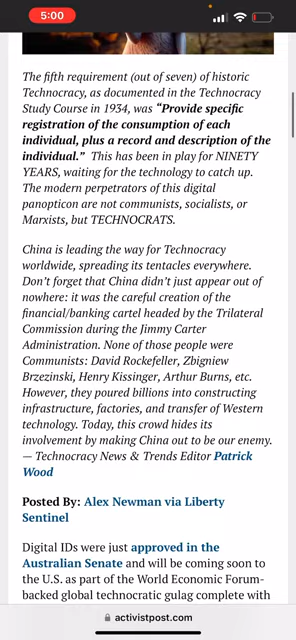 5:00
The fifth requirement (out of seven) of historic
Technocracy, as documented in the Technocracy
Study Course in 1934, was “Provide specific
registration of the consumption of each
individual, plus a record and description of the
individual.” This has been in play for NINETY
YEARS, waiting for the technology to catch up.
The modern perpetrators of this digital
panopticon are not communists, socialists, or
Marxists, but TECHNOCRATS.
China is leading the way for Technocracy
worldwide, spreading its tentacles everywhere.
Don’t forget that China didn’t just appear out of
nowhere: it was the careful creation of the
financial/banking cartel headed by the Trilateral
Commission during the Jimmy Carter
Administration. None of those people were
Communists: David Rockefeller, Zbigniew
Brzezinski, Henry Kissinger, Arthur Burns, etc.
However, they poured billions into constructing
infrastructure, factories, and transfer of Western
technology. Today, this crowd hides its
involvement by making China out to be our enemy.
— Technocracy News & Trends Editor Patrick
Wood
Posted By: Alex Newman via Liberty
Sentinel
Digital IDs were just approved in the
Australian Senate and will be coming soon to
the U.S. as part of the World Economic Forum-
backed global technocratic gulag complete with
activistpost.com